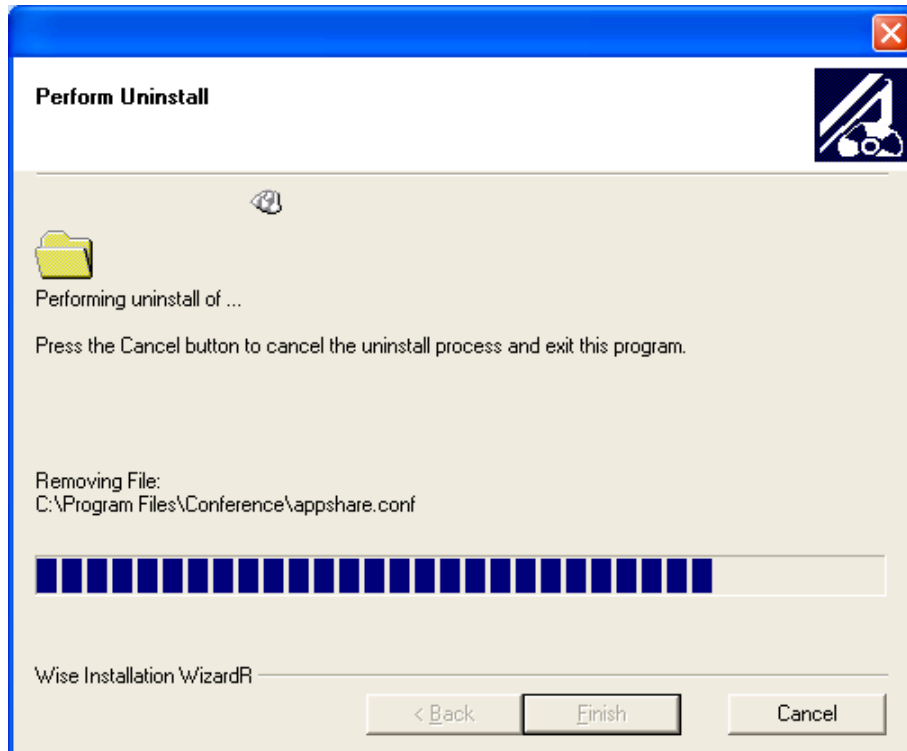 Perform Uninstall
Performing uninstall of ...
Press the Cancel button to cancel the uninstall process and exit this program.
Removing File:
C:\Program Files\Conference\appshare.conf
Wise Installation WizardR
< Back
Finish
Cancel